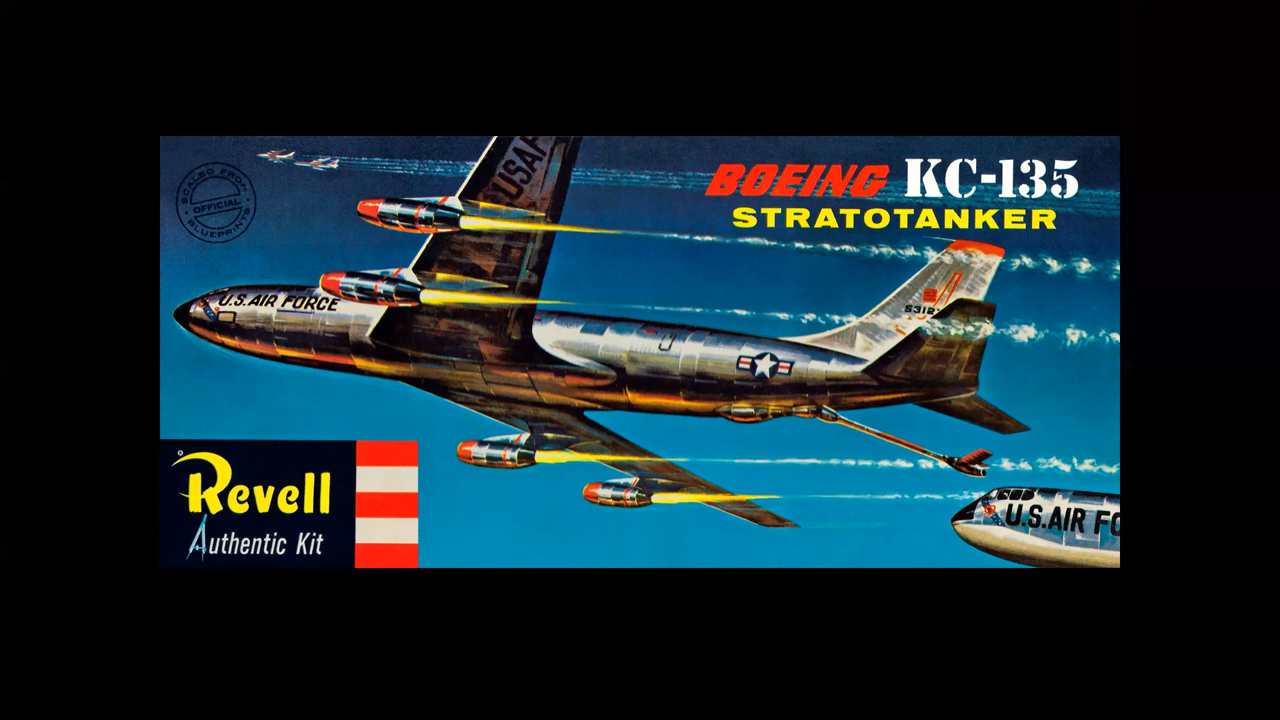 SCALED FROM
OFFICIAL
BLUEPRINTS
USAF
BOEING KC-135
STRATOTANKER
U.S. AIR FORCE
Revell
Authentic Kit
U.S. AIR FO